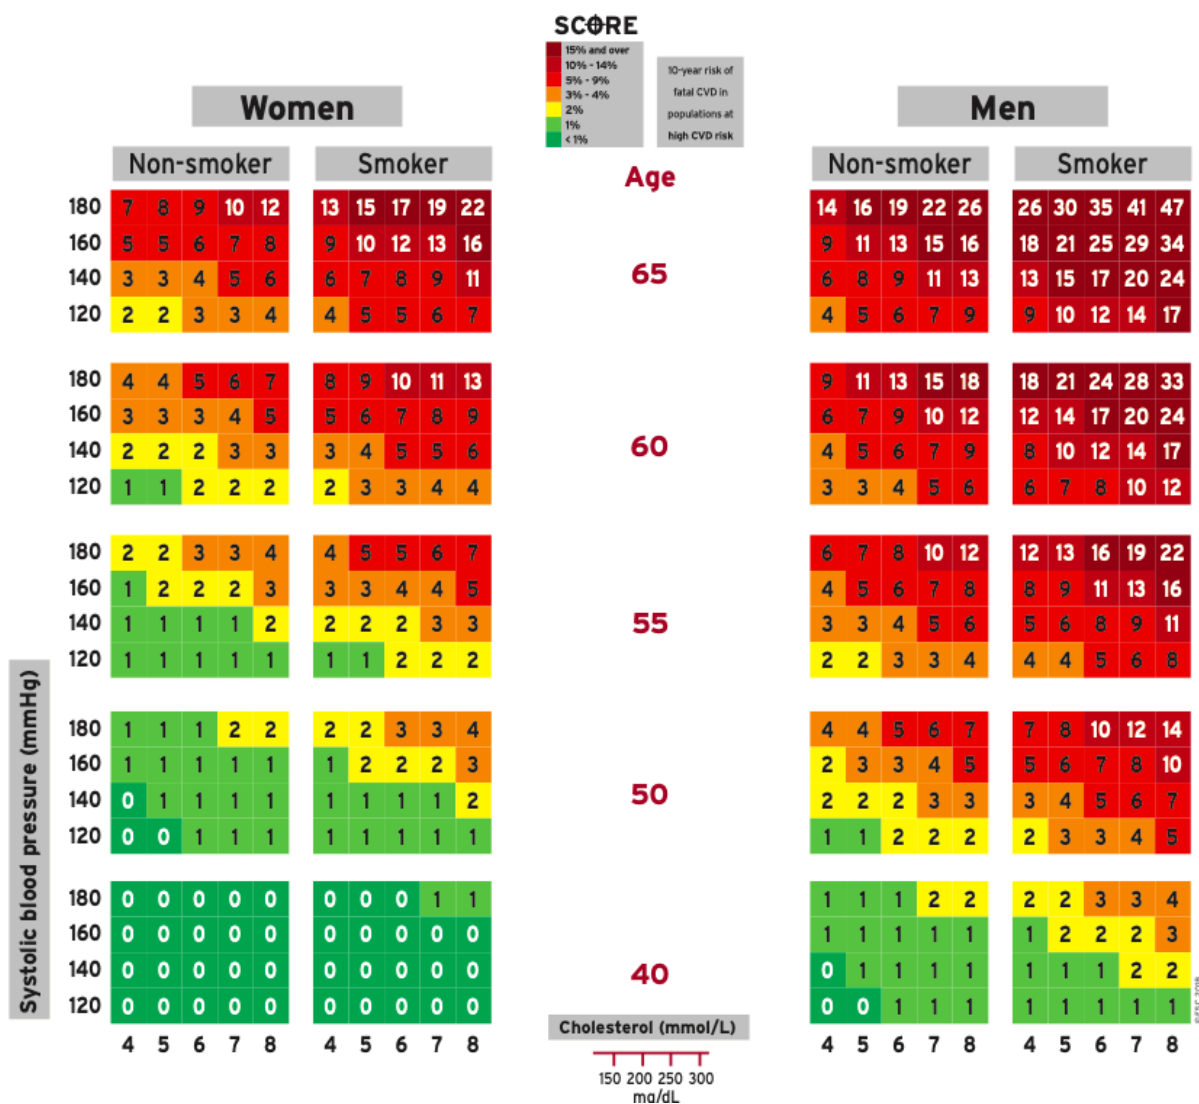 SCORE
15% and over
10% - 14%
5% - 9%
3% - 4%
2%
1%
< 1%
10-year risk of
fatal CVD in
populations at
high CVD risk
Women
Men
Non-smoker Smoker Age Non-smoker Smoker
180 7 8 9 10 12 13 15 17 19 22 14 16 19 22 26 26 30 35 41 47
160 5 5 6 7 8 9 10 12 13 16 9 11 13 15 16 18 21 25 29 34
65
140 3 3 4 5 6 6 7 8 9 11 6 8 9 11 13 13 15 17 20 24
120 2 2 3 3 4 4 5 5 6 7 4 5 6 7 9 9 10 12 14 17
180 4 4 5 6 7 8 9 10 11 13 9 11 13 15 18 18 21 24 28 33
160 3 3 3 4 5 5 6 7 8 9 6 7 9 10 12 12 14 17 20 24
60
140 2 2 2 3 3 3 4 5 5 6 4 5 6 7 9 8 10 12 14 17
120 1 1 2 2 2 2 3 3 4 4 3 3 4 5 6 6 7 8 10 12
180 2 2 3 3 4 4 5 5 6 7 6 7 8 10 12 12 13 16 19 22
160 1 2 2 2 3 3 3 4 4 5 4 5 6 7 8 8 9 11 13 16
55
140 1 1 1 1 2 2 2 2 3 3 3 3 4 5 6 5 6 8 9 11
120 1 1 1 1 1 1 1 2 2 2 2 2 3 3 4 4 4 5 6 8
180 1 1 1 2 2 2 2 3 3 4 4 4 5 6 7 7 8 10 12 14
160 1 1 1 1 1 1 2 2 2 3 2 3 3 4 5 5 6 7 8 10
50
140 0 1 1 1 1 1 1 1 1 2 2 2 2 3 3 3 4 5 6 7
120 0 0 1 1 1 1 1 1 1 1 1 1 2 2 2 2 3 3 4 5
180 0 0 0 0 0 0 0 0 1 1 1 1 1 2 2 2 2 3 3 4
160 0 0 0 0 0 0 0 0 0 0 1 1 1 1 1 1 2 2 2 3
140 0 0 0 0 0 0 0 0 0 0 0 1 1 1 1 1 1 1 2 2
40
120 0 0 0 0 0 0 0 0 0 0 0 0 1 1 1 1 1 1 1 1
4 5 6 7 8 4 5 6 7 8 4 5 6 7 8 4 5 6 7 8
Systolic blood pressure (mmHg)
Cholesterol (mmol/L)
150 200 250 300
mg/dL
©ESC 2016